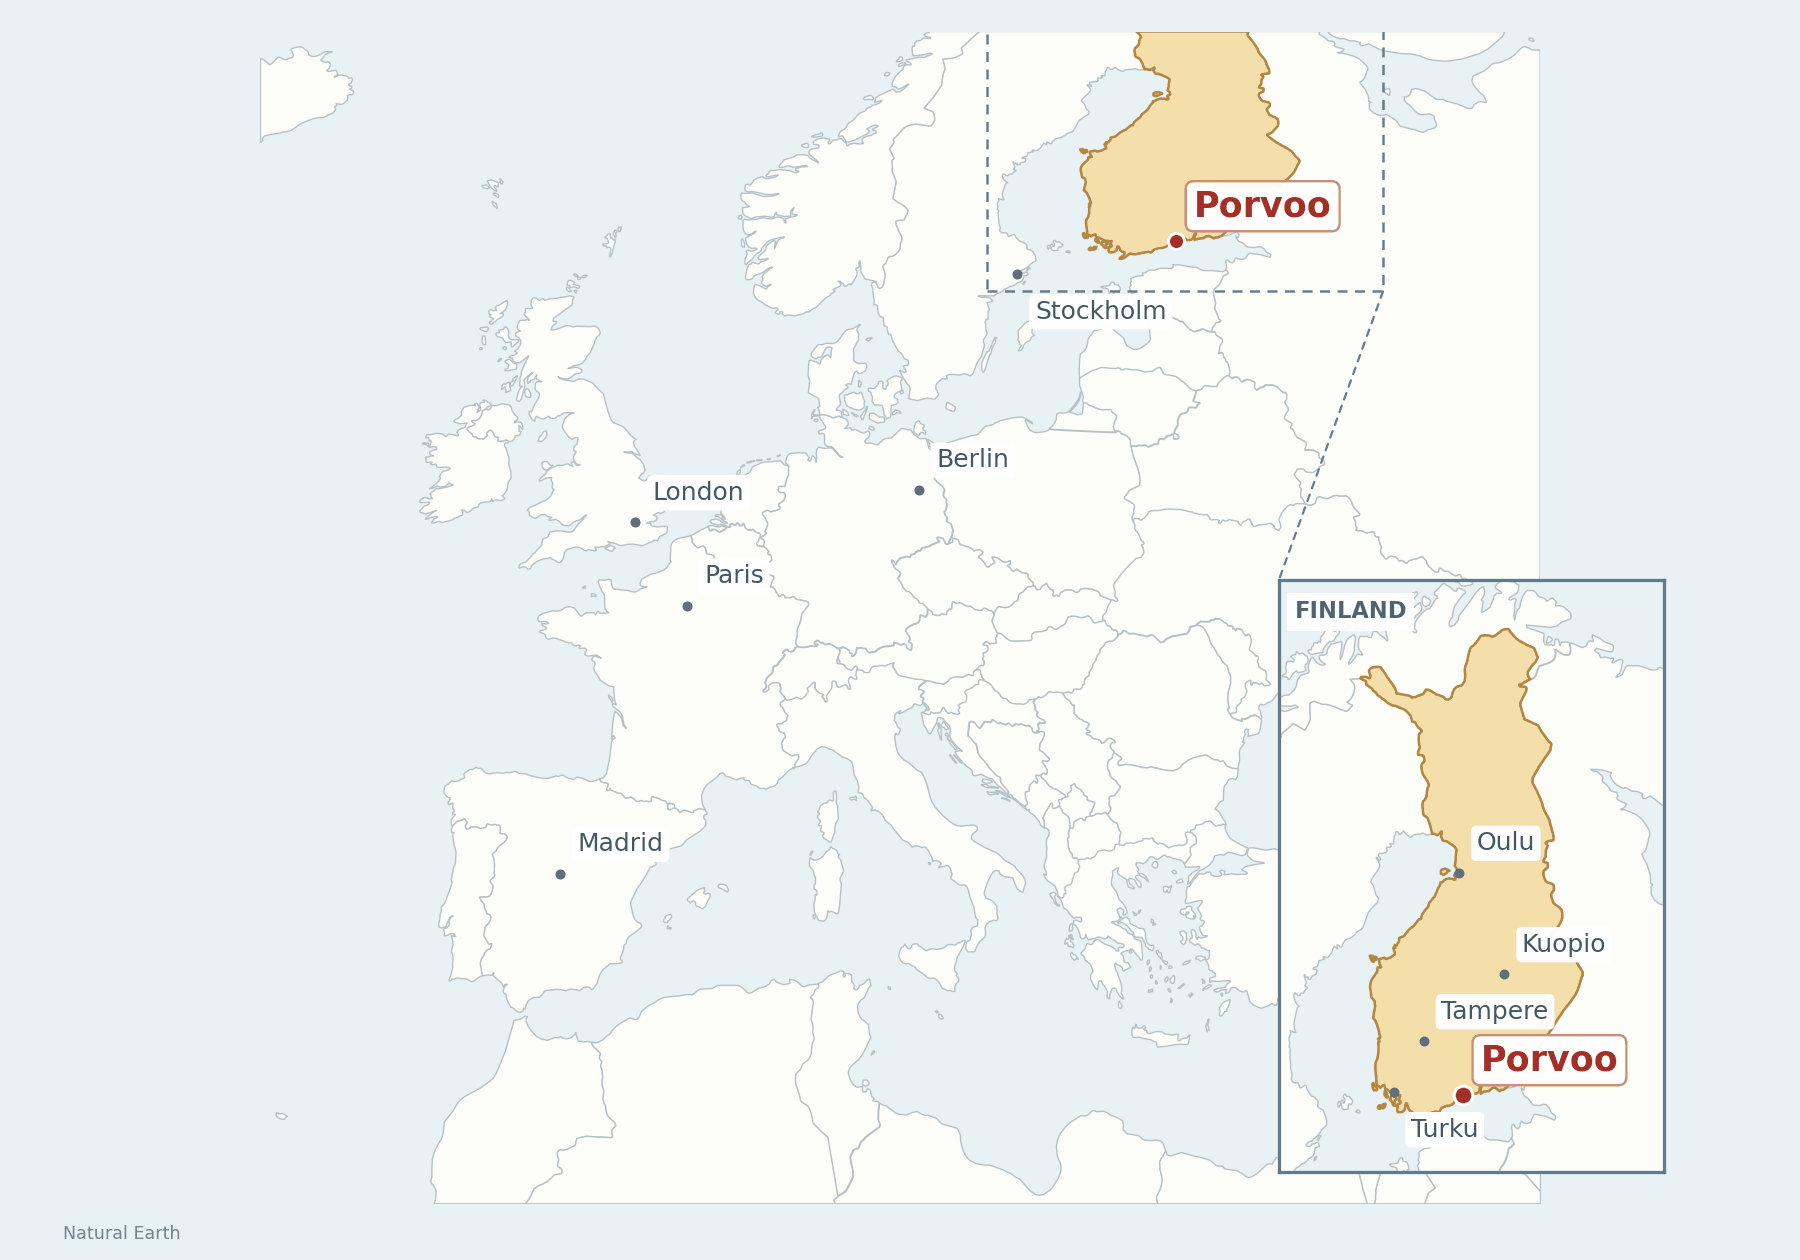 Porvoo
Stockholm
Berlin
London
Paris
Madrid
FINLAND
Oulu
Kuopio
Tampere
Porvoo
Turku
Natural Earth